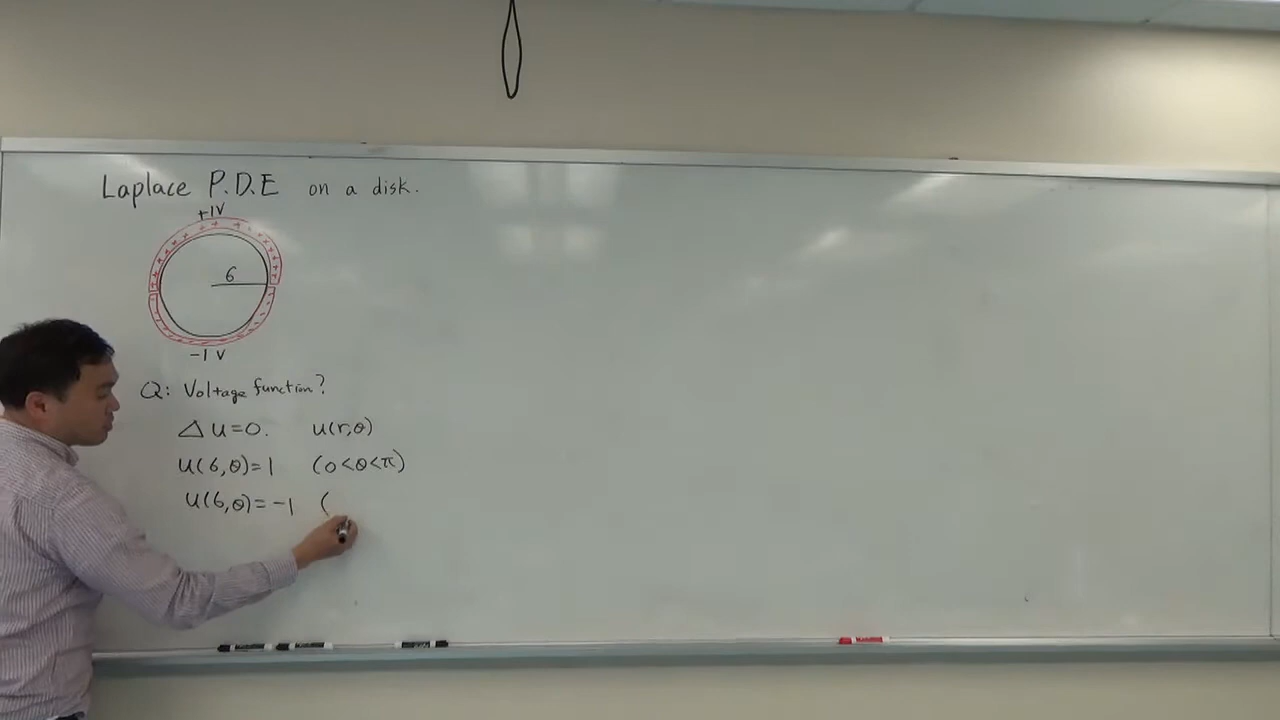 Laplace P.D.E on a disk.
+1V
6
-1 V
Q: Voltage function?
△u=0. u(r,θ)
u(6,θ)=1 (0<θ<π)
u(6,θ)=-1 (